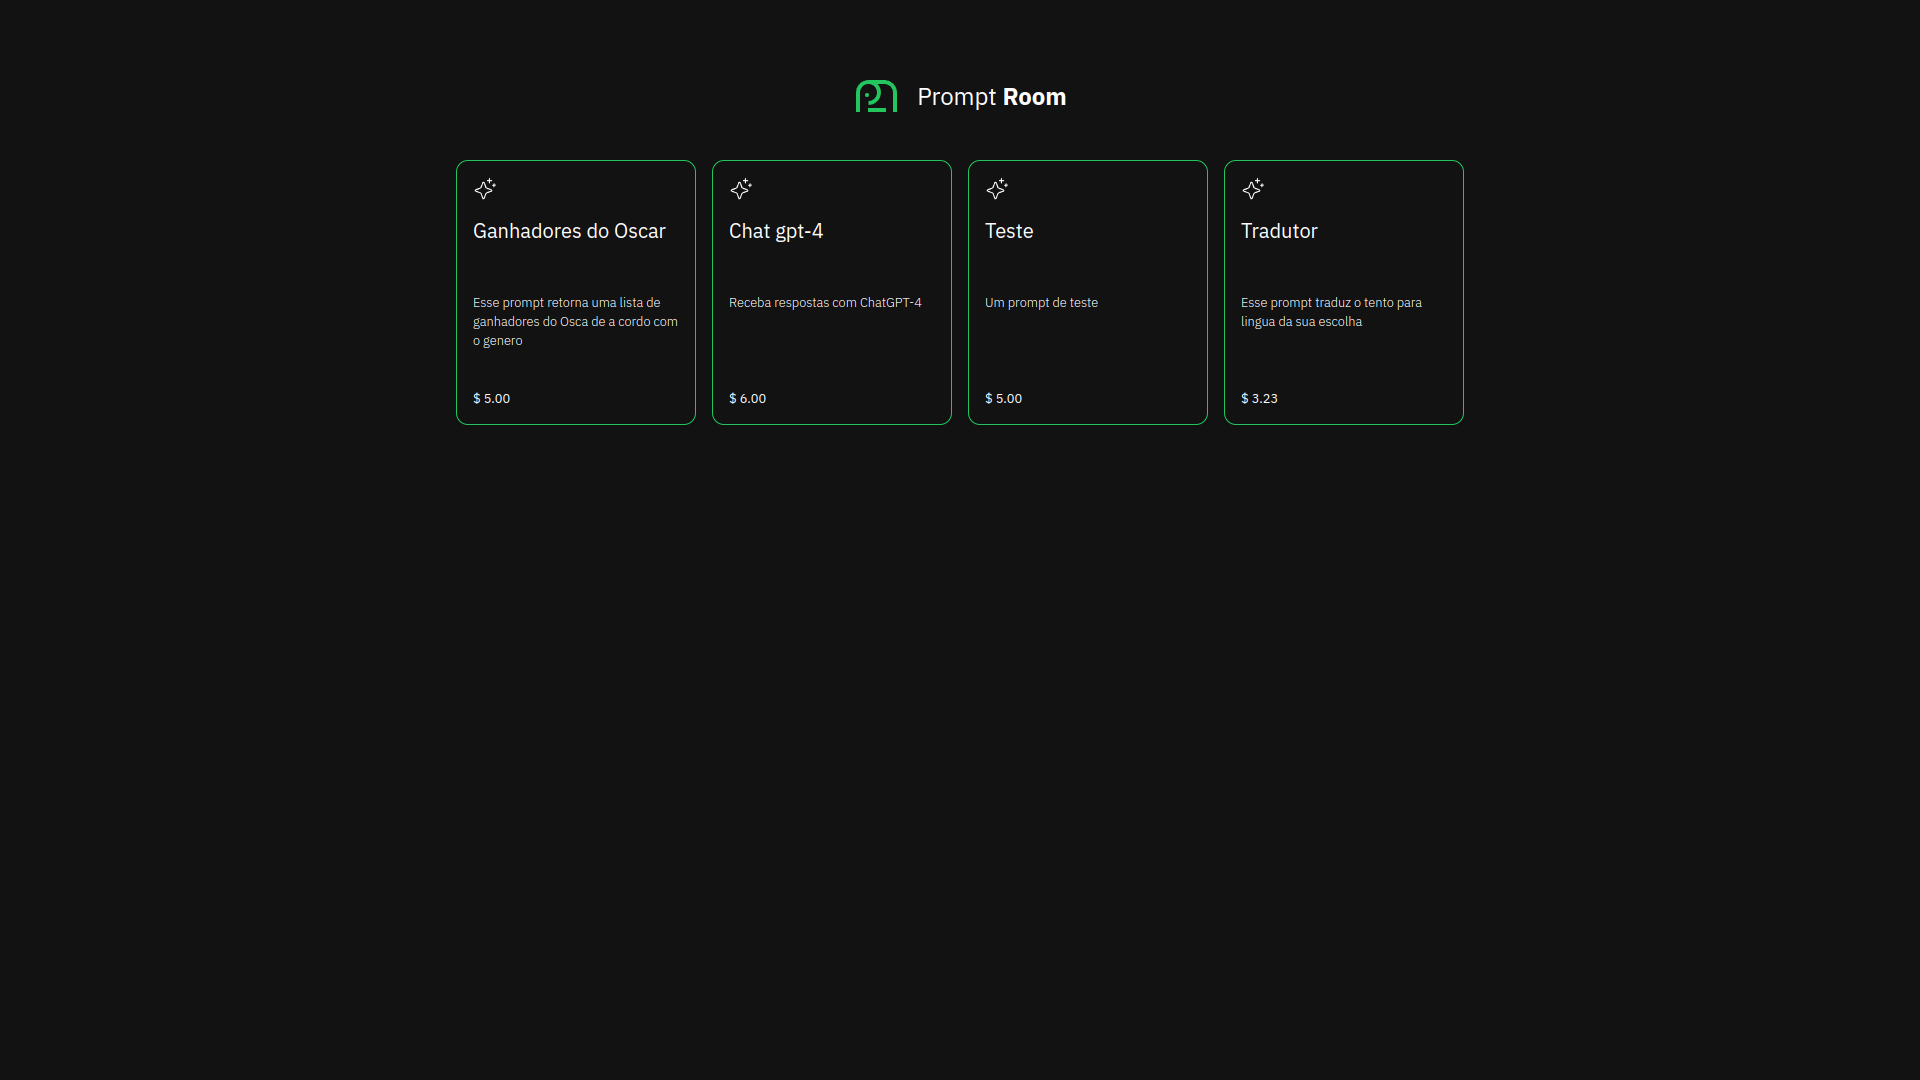 Prompt Room
Ganhadores do Oscar
Esse prompt retorna uma lista de
ganhadores do Osca de a cordo com
o genero
$ 5.00
Chat gpt-4
Receba respostas com ChatGPT-4
$ 6.00
Teste
Um prompt de teste
$ 5.00
Tradutor
Esse prompt traduz o tento para
lingua da sua escolha
$ 3.23